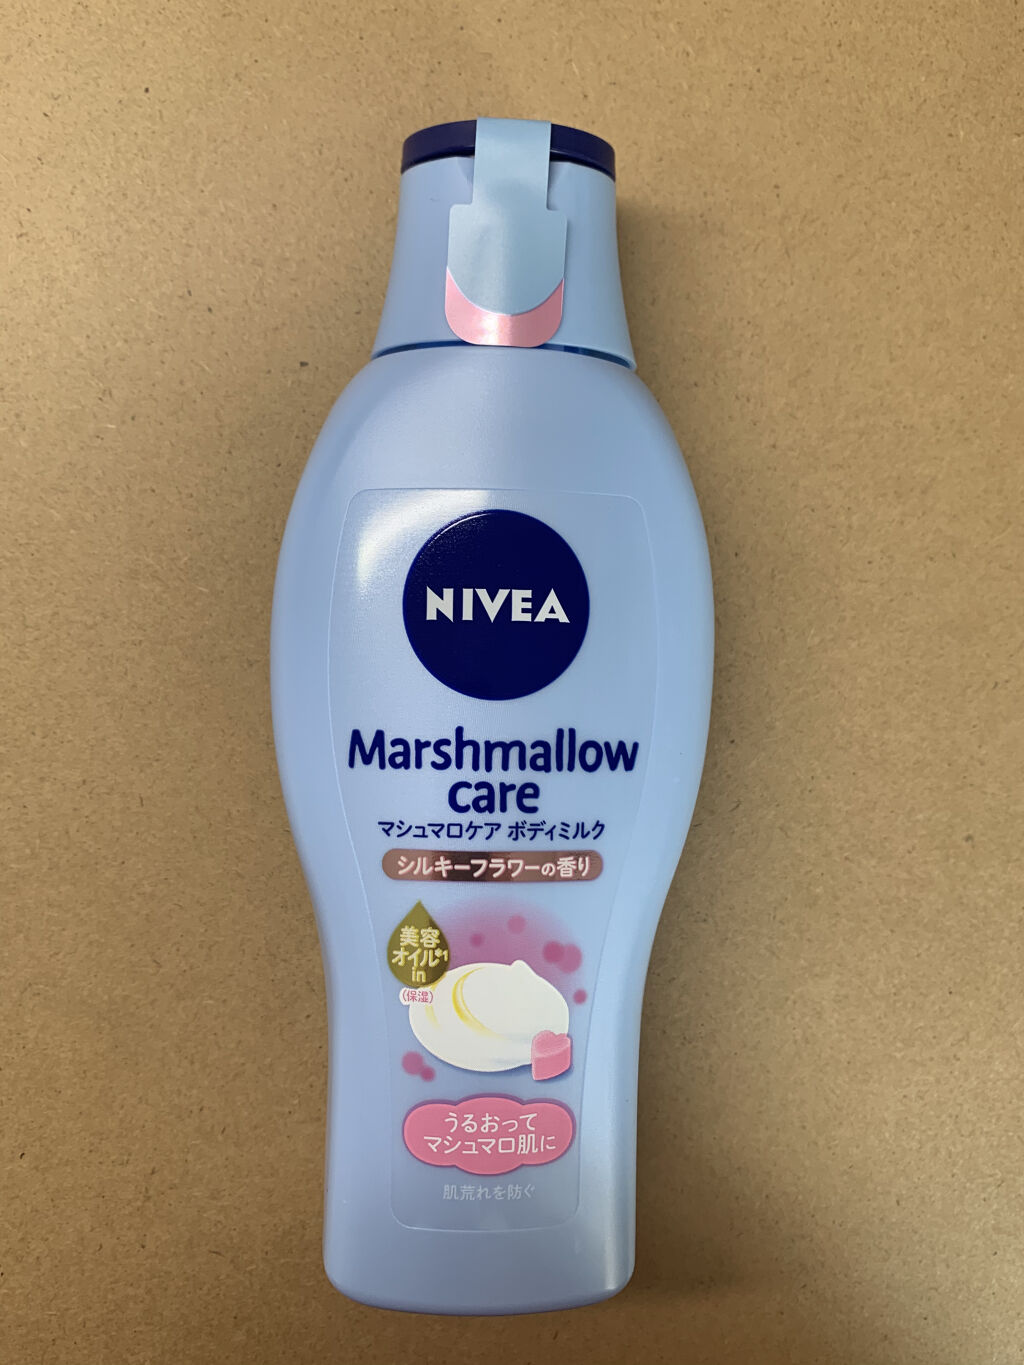 NIVEA
Marshmallow
care
マシュマロケア ボディミルク
シルキーフラワーの香り
美容
オイル*1
in
(保湿)
うるおって
マシュマロ肌に
肌荒れを防ぐ